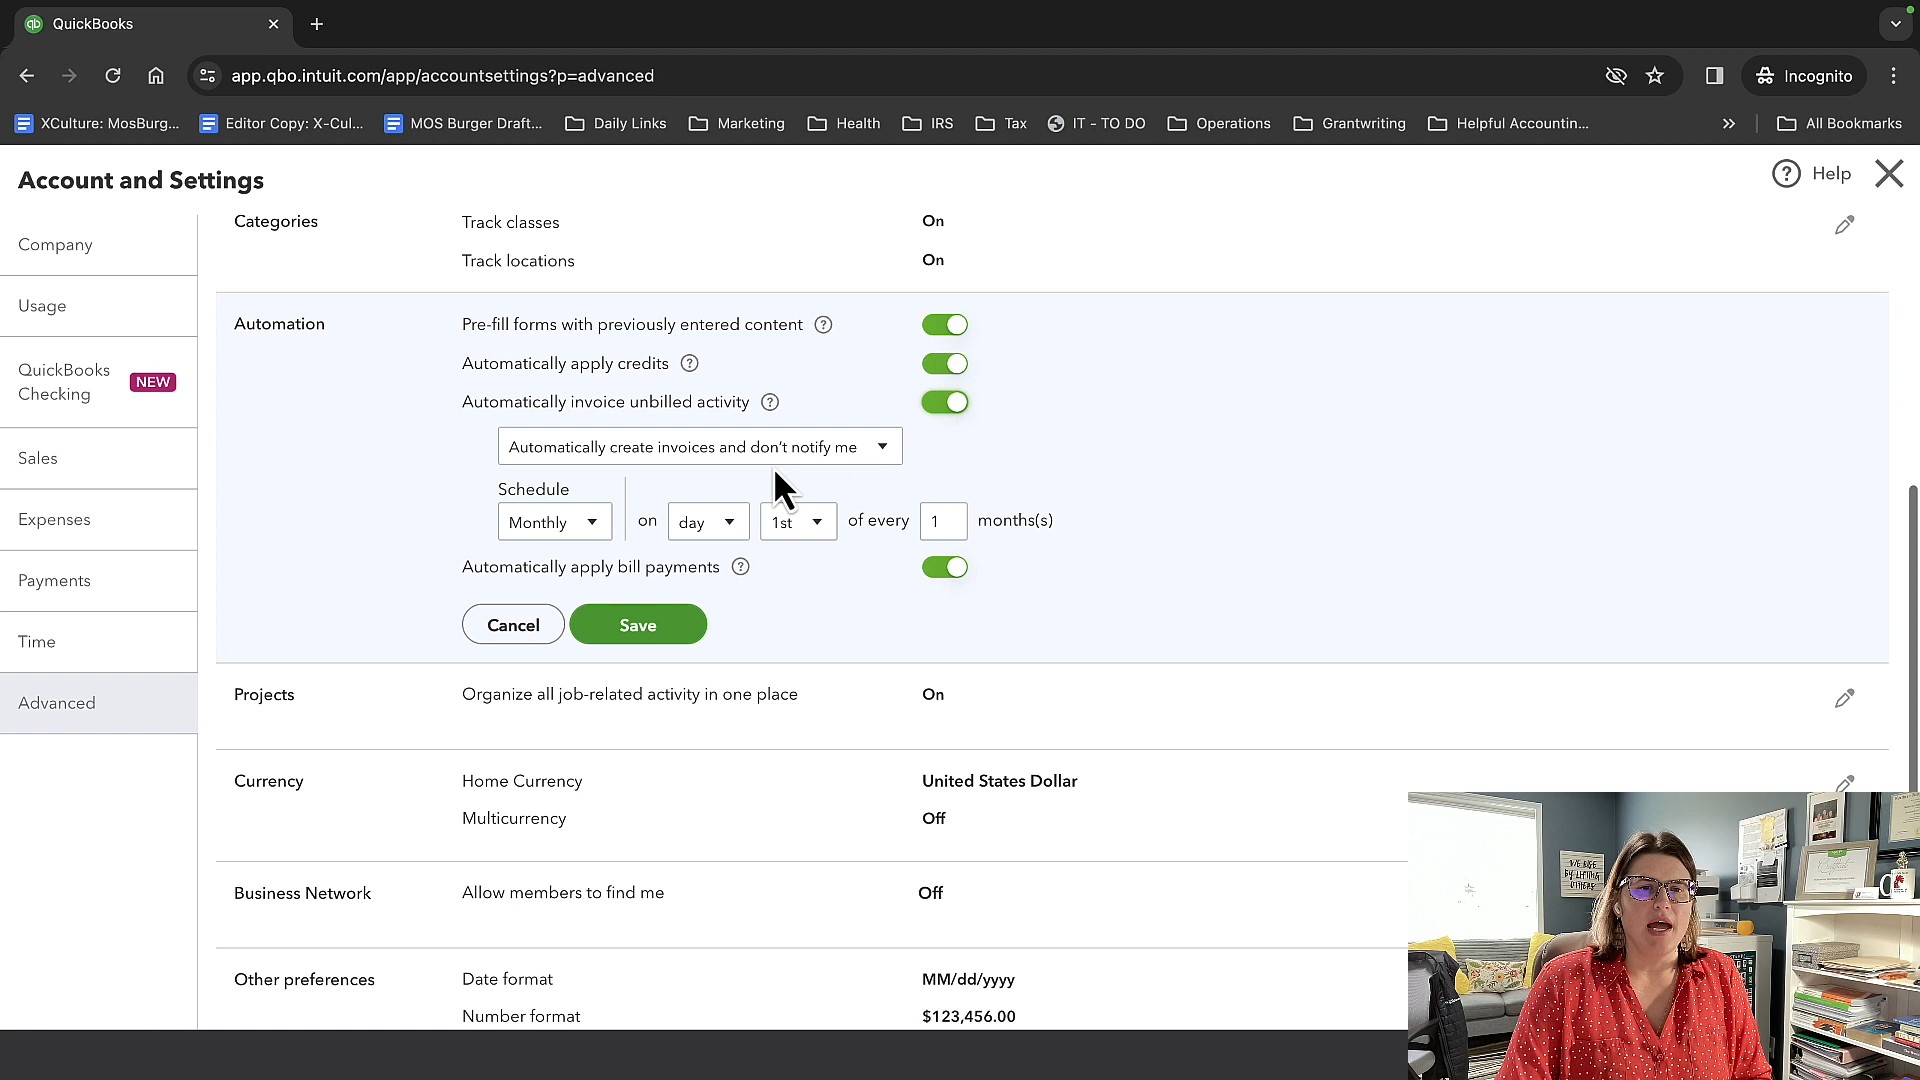 QuickBooks
app.qbo.intuit.com/app/accountsettings?p=advanced
Incognito
XCulture: MosBurg...
Editor Copy: X-Cul...
MOS Burger Draft...
Daily Links
Marketing
Health
IRS
Tax
IT - TO DO
Operations
Grantwriting
Helpful Accountin...
All Bookmarks
Account and Settings
Help
Company
Usage
QuickBooks
Checking
NEW
Sales
Expenses
Payments
Time
Advanced
Categories
Track classes
On
Track locations
On
Automation
Pre-fill forms with previously entered content
Automatically apply credits
Automatically invoice unbilled activity
Automatically create invoices and don't notify me
Schedule
Monthly on day 1st of every 1 months(s)
Automatically apply bill payments
Cancel
Save
Projects
Organize all job-related activity in one place
On
Currency
Home Currency
United States Dollar
Multicurrency
Off
Business Network
Allow members to find me
Off
Other preferences
Date format
MM/dd/yyyy
Number format
$123,456.00
WE RISE
BY LIFTING
OTHERS